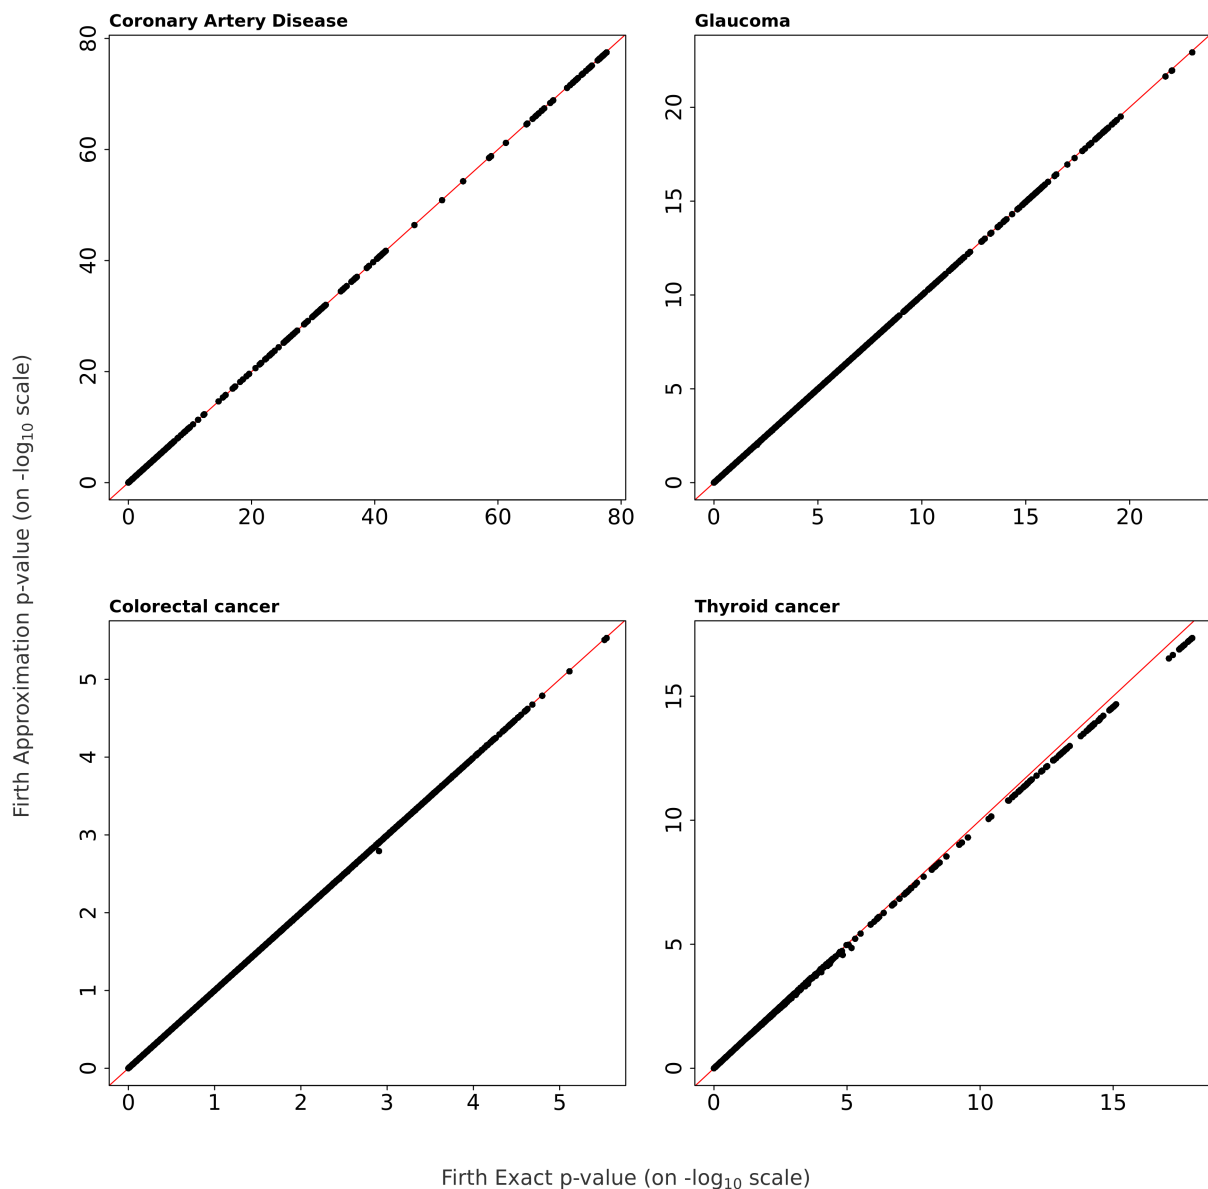 Coronary Artery Disease
80
60
40
20
0
0 20 40 60 80
Glaucoma
20
15
10
5
0
0 5 10 15 20
Firth Approximation p-value (on -log10 scale)
Colorectal cancer
5
4
3
2
1
0
0 1 2 3 4 5
Thyroid cancer
15
10
5
0
0 5 10 15
Firth Exact p-value (on -log10 scale)